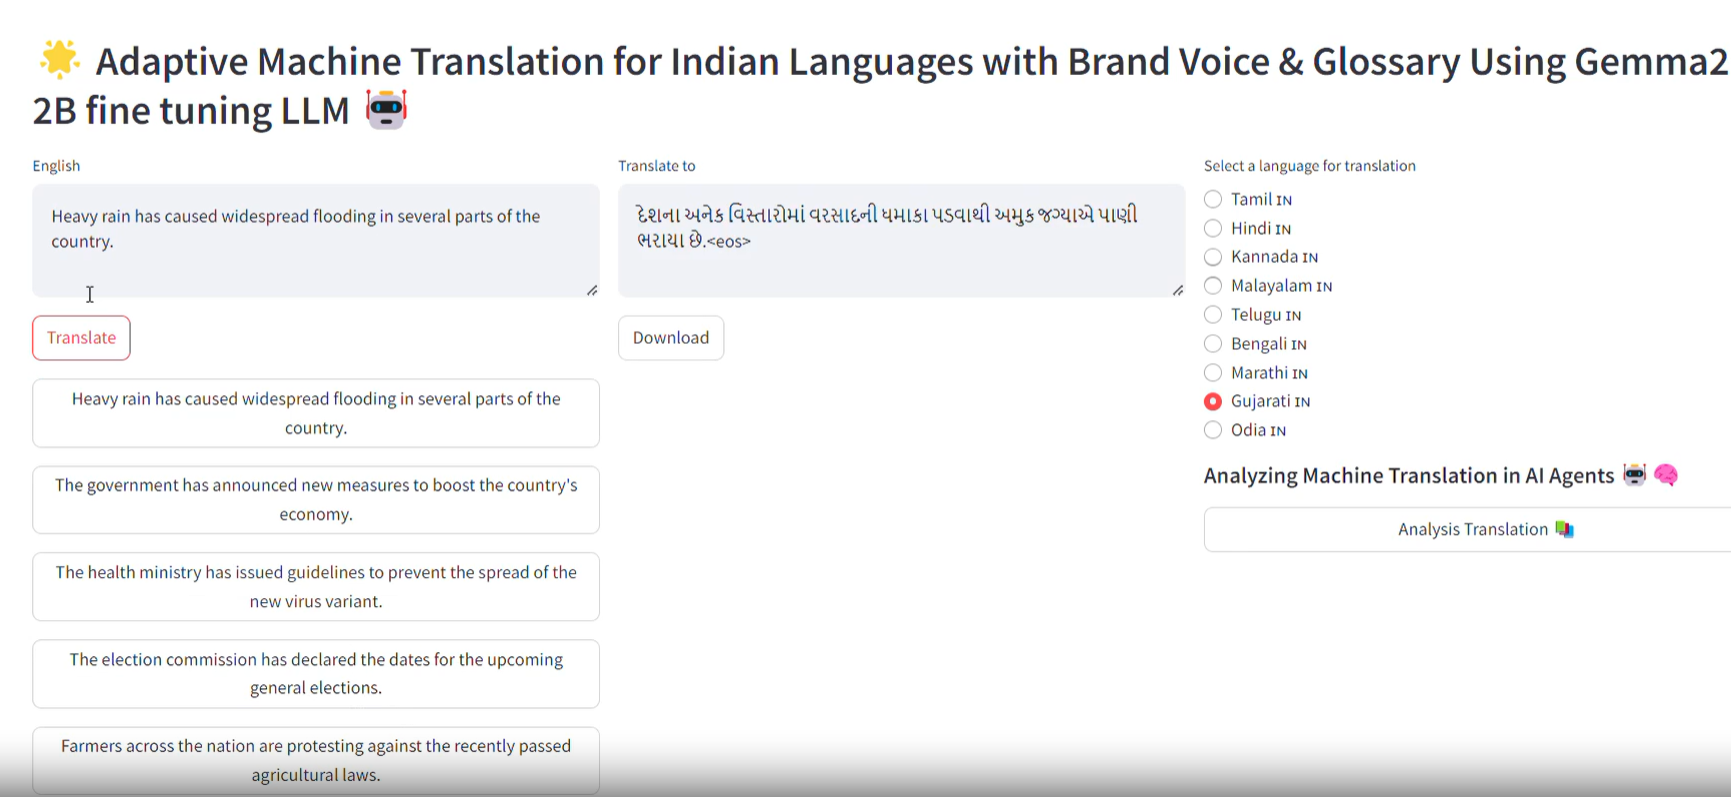 Adaptive Machine Translation for Indian Languages with Brand Voice & Glossary Using Gemma2
2B fine tuning LLM
English
Heavy rain has caused widespread flooding in several parts of the
country.
Translate
Heavy rain has caused widespread flooding in several parts of the
country.
The government has announced new measures to boost the country's
economy.
The health ministry has issued guidelines to prevent the spread of the
new virus variant.
The election commission has declared the dates for the upcoming
general elections.
Farmers across the nation are protesting against the recently passed
agricultural laws.
Translate to
દેશના અનેક વિસ્તારોમાં વરસાદની ધમાકા પડવાથી અમુક જગ્યાએ પાણી
ભરાયા છે.<eos>
Download
Select a language for translation
Tamil IN
Hindi IN
Kannada IN
Malayalam IN
Telugu IN
Bengali IN
Marathi IN
Gujarati IN
Odia IN
Analyzing Machine Translation in AI Agents
Analysis Translation